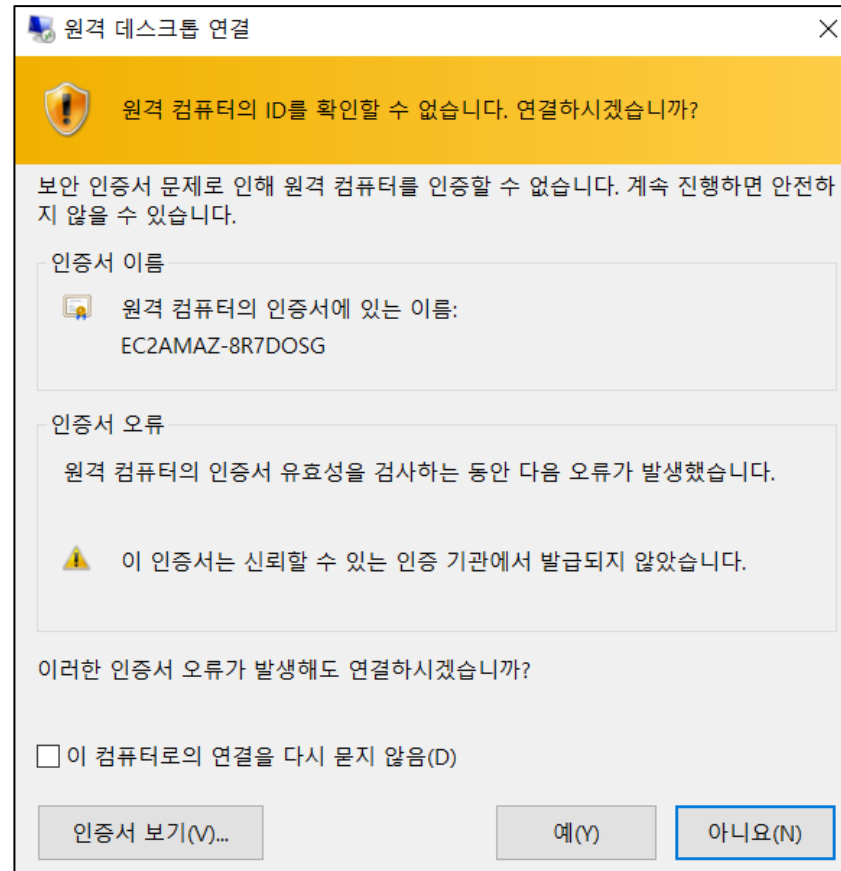 원격 데스크톱 연결
원격 컴퓨터의 ID를 확인할 수 없습니다. 연결하시겠습니까?
보안 인증서 문제로 인해 원격 컴퓨터를 인증할 수 없습니다. 계속 진행하면 안전하
지 않을 수 있습니다.
인증서 이름
원격 컴퓨터의 인증서에 있는 이름:
EC2AMAZ-8R7DOSG
인증서 오류
원격 컴퓨터의 인증서 유효성을 검사하는 동안 다음 오류가 발생했습니다.
이 인증서는 신뢰할 수 있는 인증 기관에서 발급되지 않았습니다.
이러한 인증서 오류가 발생해도 연결하시겠습니까?
이 컴퓨터로의 연결을 다시 묻지 않음(D)
인증서 보기(V)... 예(Y) 아니요(N)